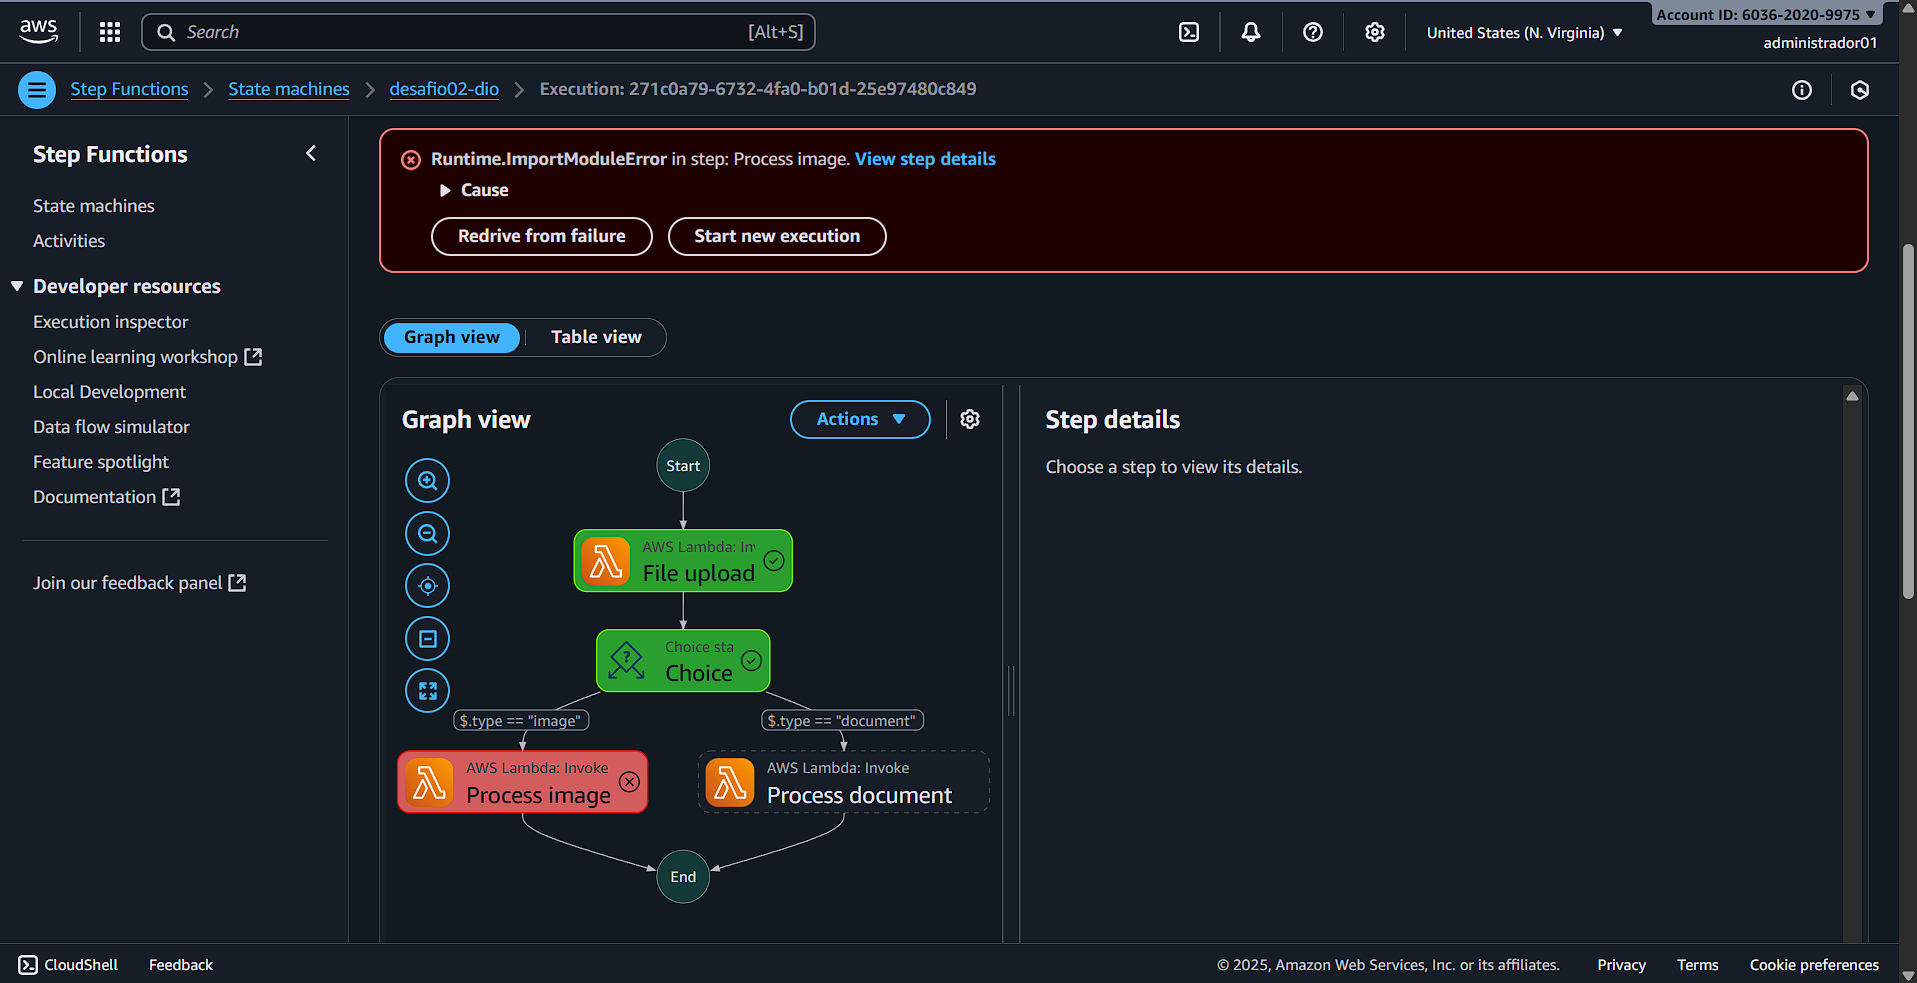 aws
Search
[Alt+S]
United States (N. Virginia)
Account ID: 6036-2020-9975
administrador01
Step Functions
State machines
desafio02-dio
Execution: 271c0a79-6732-4fa0-b01d-25e97480c849
Step Functions
State machines
Activities
Developer resources
Execution inspector
Online learning workshop
Local Development
Data flow simulator
Feature spotlight
Documentation
Join our feedback panel
Runtime.ImportModuleError in step: Process image. View step details
Cause
Redrive from failure
Start new execution
Graph view
Table view
Graph view
Actions
Start
AWS Lambda: Inv
File upload
Choice sta
Choice
$.type == "image"
$.type == "document"
AWS Lambda: Invoke
Process image
AWS Lambda: Invoke
Process document
End
Step details
Choose a step to view its details.
CloudShell
Feedback
© 2025, Amazon Web Services, Inc. or its affiliates.
Privacy
Terms
Cookie preferences